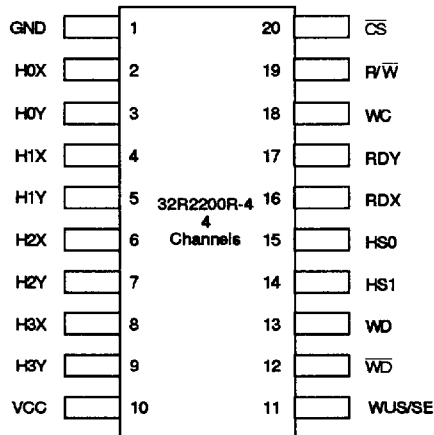 GND 1 20 C̅S̅
H0X 2 19 R/W̅
H0Y 3 18 WC
H1X 4 17 RDY
H1Y 5 16 RDX
32R2200R-4
4
Channels
H2X 6 15 HS0
H2Y 7 14 HS1
H3X 8 13 WD
H3Y 9 12 W̅D̅
VCC 10 11 WUS/SE